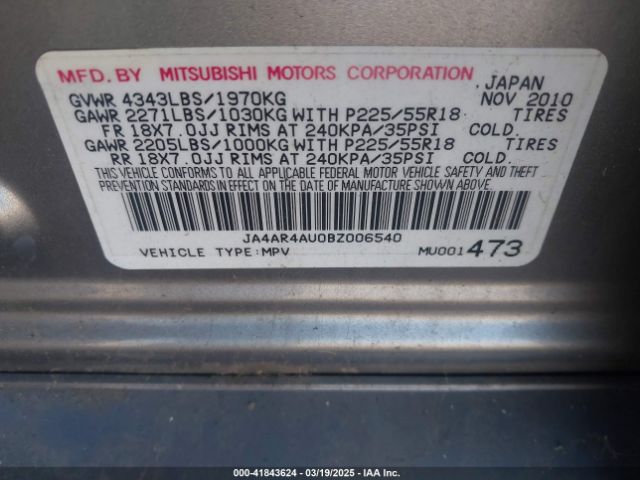 MFD. BY MITSUBISHI MOTORS CORPORATION
JAPAN
GVWR 4343LBS/1970KG NOV 2010
GAWR 2271LBS/1030KG WITH P225/55R18 TIRES
FR 18X7.0JJ RIMS AT 240KPA/35PSI COLD.
GAWR 2205LBS/1000KG WITH P225/55R18 TIRES
RR 18X7.0JJ RIMS AT 240KPA/35PSI COLD.
THIS VEHICLE CONFORMS TO ALL APPLICABLE FEDERAL MOTOR VEHICLE SAFETY AND THEFT
PREVENTION STANDARDS IN EFFECT ON THE DATE OF MANUFACTURE SHOWN ABOVE.
JA4AR4AU0BZ006540
VEHICLE TYPE:MPV MU001473
STOCK #: 41843624 - 03/19/2025 - IAA Inc.